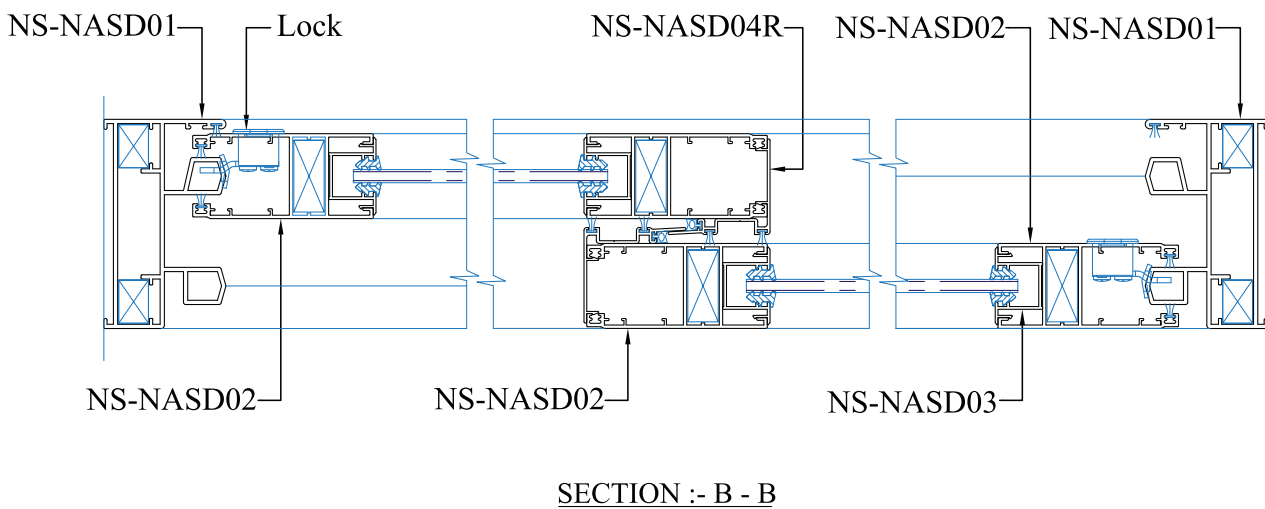 NS-NASD01 Lock NS-NASD04R NS-NASD02 NS-NASD01
NS-NASD02 NS-NASD02 NS-NASD03
SECTION :- B - B